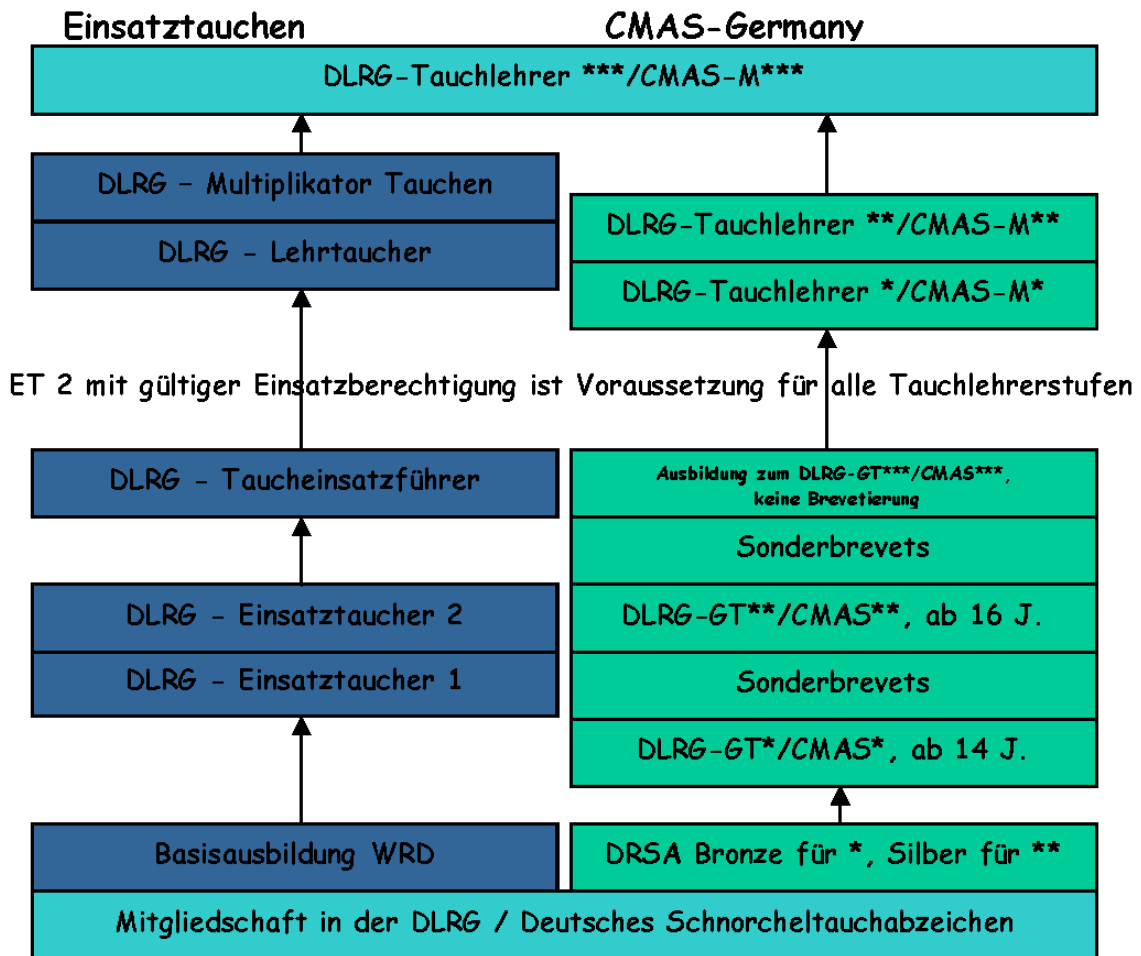 Einsatztauchen
CMAS-Germany
DLRG-Tauchlehrer ***/CMAS-M***
DLRG - Multiplikator Tauchen
DLRG - Lehrtaucher
DLRG-Tauchlehrer **/CMAS-M**
DLRG-Tauchlehrer */CMAS-M*
ET 2 mit gültiger Einsatzberechtigung ist Voraussetzung für alle Tauchlehrerstufen
DLRG - Taucheinsatzführer
DLRG - Einsatztaucher 2
DLRG - Einsatztaucher 1
Ausbildung zum DLRG-GT***/CMAS***,
keine Brevetierung
Sonderbrevets
DLRG-GT**/CMAS**, ab 16 J.
Sonderbrevets
DLRG-GT*/CMAS*, ab 14 J.
Basisausbildung WRD
DRSA Bronze für *, Silber für **
Mitgliedschaft in der DLRG / Deutsches Schnorcheltauchabzeichen